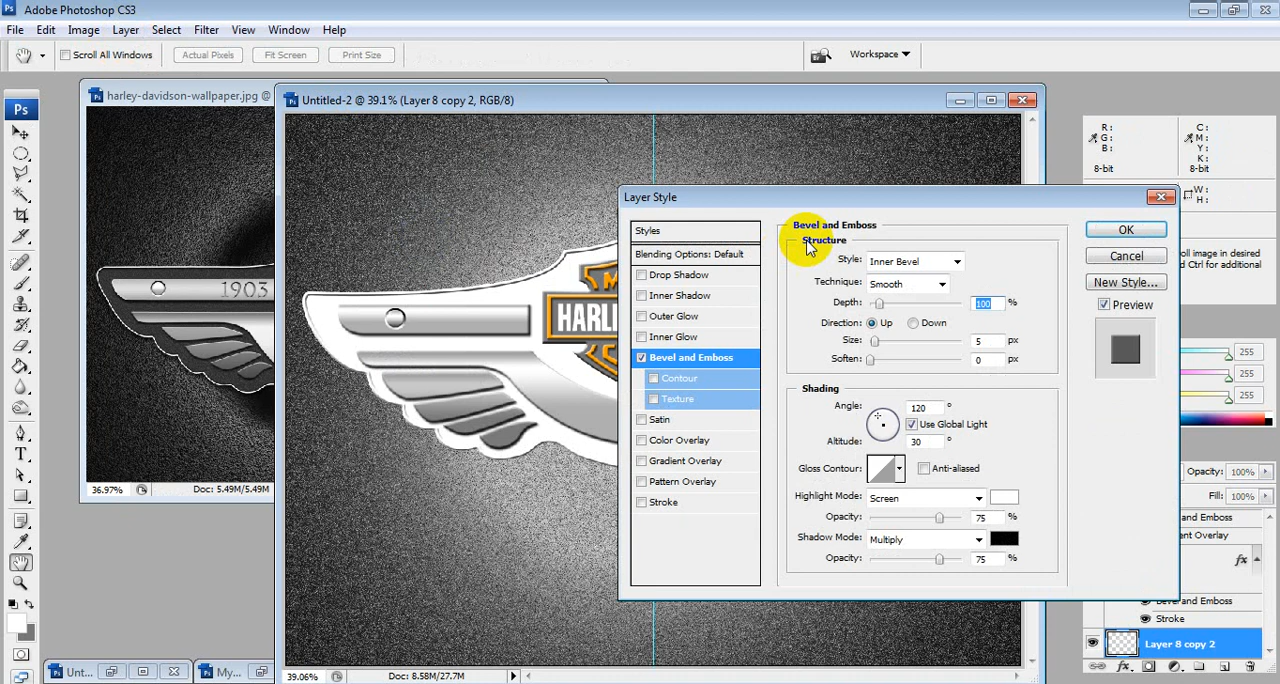 Adobe Photoshop CS3
File Edit Image Layer Select Filter Greek View Window Help
Scroll All Windows Actual Pixels Fit Screen Print Size Workspace
harley-davidson-wallpaper.jpg @
Untitled-2 @ 39.1% (Layer 8 copy 2, RGB/8)
Ps
R:
G:
B:
8-bit
C:
M:
Y:
K:
8-bit
W:
H:
scroll image
ed direction.
l for additional
1903
HARLE
36.97% Doc: 5.49M/5.49M
Layer Style
Styles
Blending Options: Default
Drop Shadow
Inner Shadow
Outer Glow
Inner Glow
Bevel and Emboss
Contour
Texture
Satin
Color Overlay
Gradient Overlay
Pattern Overlay
Stroke
Bevel and Emboss
Structure
Style: Inner Bevel
Technique: Smooth
Depth: 100 %
Direction: Up Down
Size: 5 px
Soften: 0 px
Shading
Angle: 120 °
Use Global Light
Altitude: 30 °
Gloss Contour: Anti-aliased
Highlight Mode: Screen
Opacity: 75 %
Shadow Mode: Multiply
Opacity: 75 %
OK
Cancel
New Style...
Preview
255
255
255
Opacity: 100%
Fill: 100%
Bevel and Emboss
ent Overlay
fx
Bevel and Emboss
Stroke
Layer 8 copy 2
Unt... My...
39.06% Doc: 8.58M/27.7M